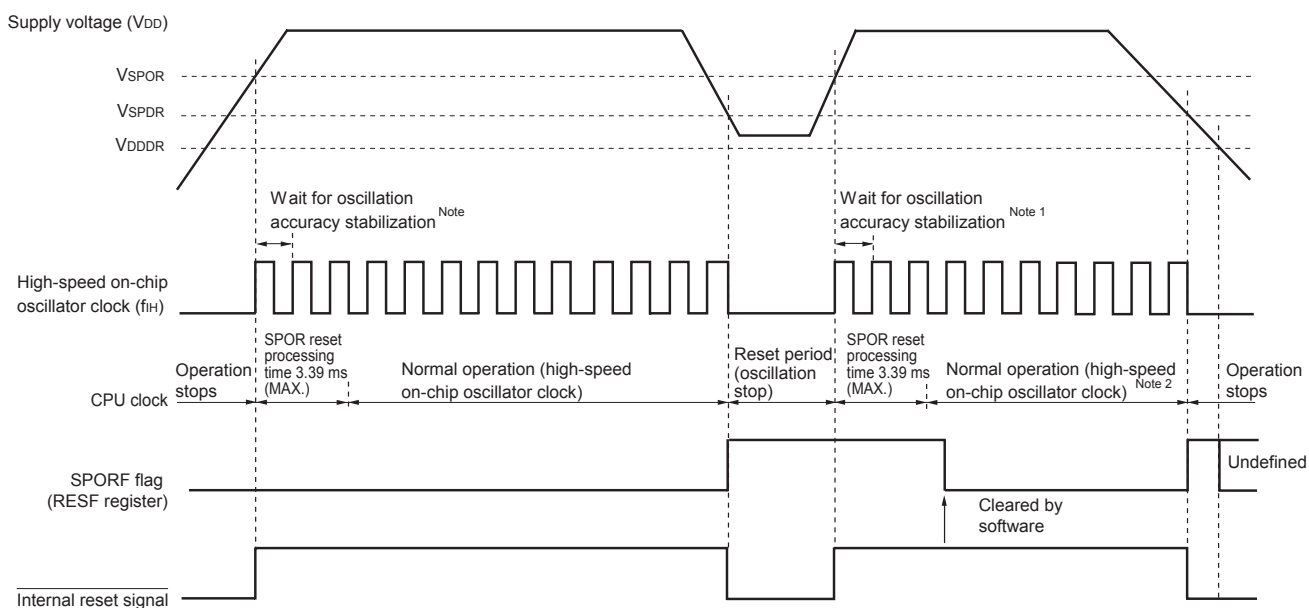 Supply voltage (VDD)
VSPOR
VSPDR
VDDDR
Wait for oscillation
accuracy stabilization Note
Wait for oscillation
accuracy stabilization Note 1
High-speed on-chip
oscillator clock (fIH)
CPU clock
Operation
stops
SPOR reset
processing
time 3.39 ms
(MAX.)
Normal operation (high-speed
on-chip oscillator clock)
Reset period
(oscillation
stop)
SPOR reset
processing
time 3.39 ms
(MAX.)
Normal operation (high-speed
on-chip oscillator clock) Note 2
Operation
stops
SPORF flag
(RESF register)
Undefined
Cleared by
software
Internal reset signal